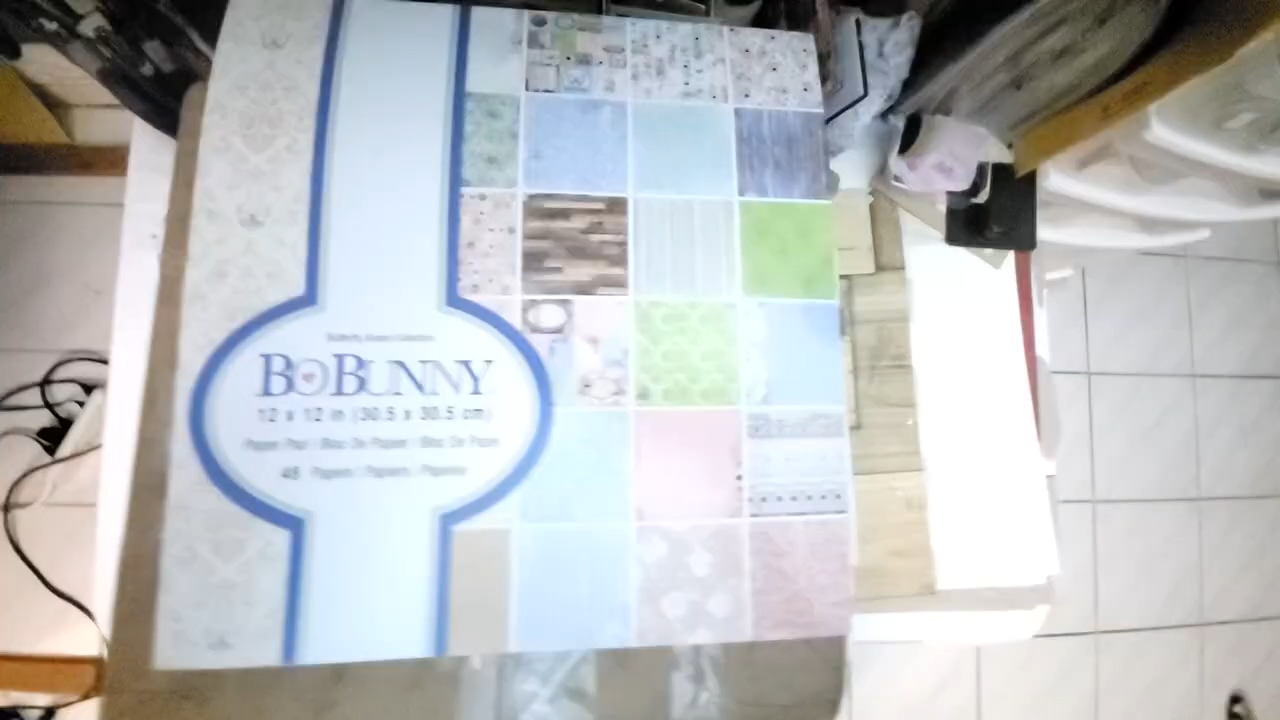 BoBunny
12 x 12 in (30.5 x 30.5 cm)
Paper Pad / Bloc De Papier / Bloc De Papel
48 Papers / Papiers / Papeles